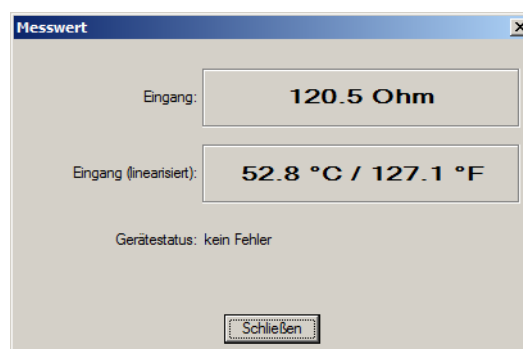 Messwert
Eingang: 120.5 Ohm
Eingang (linearisiert): 52.8 °C / 127.1 °F
Gerätestatus: kein Fehler
Schließen